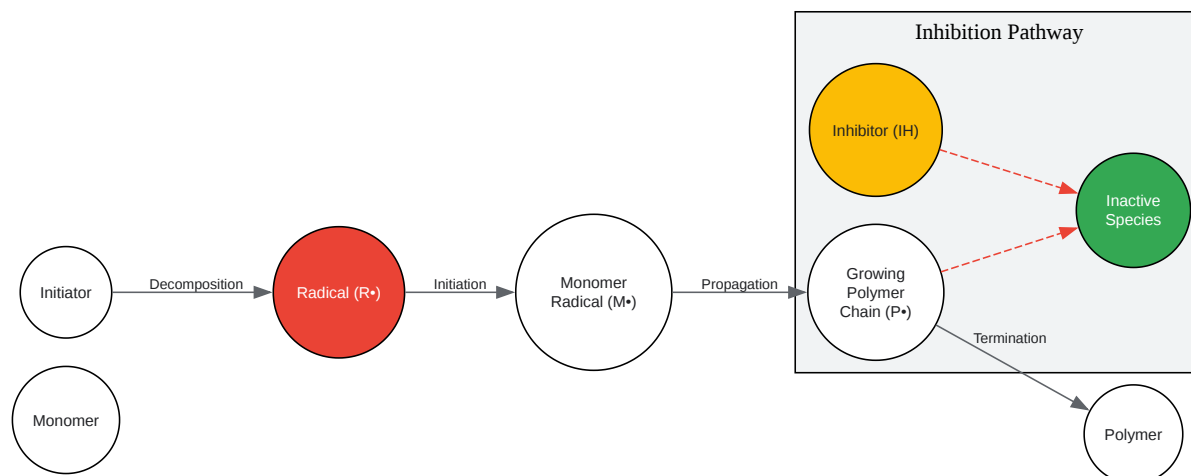 Inhibition Pathway
Inhibitor (IH)
Inactive
Species
Initiator
Decomposition
Radical (R•)
Initiation
Monomer
Radical (M•)
Propagation
Growing
Polymer
Chain (P•)
Termination
Monomer
Polymer